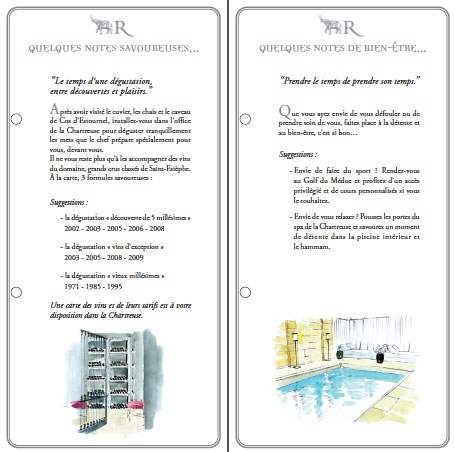 R
QUELQUES NOTES SAVOUREUSES...
"Le temps d'une dégustation,
entre découvertes et plaisirs."
Après avoir visité le cuvier, les chais et le caveau
de Cos d'Estournel, installez-vous dans l'office
de la Chartreuse pour déguster tranquillement
les mets que le chef prépare spécialement pour
vous, devant vous.
Il ne vous reste plus qu'à les accompagner des vins
du domaine, grands crus classés de Saint-Estèphe.
À la carte, 3 formules savoureuses :
Suggestions :
- la dégustation « découverte de 5 millésimes »
2002 - 2003 - 2005 - 2006 - 2008
- la dégustation « vins d'exception »
2003 - 2005 - 2008 - 2009
- la dégustation « vieux millésimes »
1971 - 1985 - 1995
Une carte des vins et de leurs tarifs est à votre
disposition dans la Chartreuse.
R
QUELQUES NOTES DE BIEN-ÊTRE...
"Prendre le temps de prendre son temps."
Que vous ayez envie de vous défouler ou de
prendre soin de vous, faites place à la détente et
au bien-être, c'est si bon...
Suggestions :
- Envie de faire du sport ? Rendez-vous
au Golf du Médoc et profitez d'un accès
privilégié et de cours personnalisés si vous
le souhaitez.
- Envie de vous relaxer ? Poussez les portes du
spa de la Chartreuse et savourez un moment
de détente dans la piscine intérieur et
le hammam.